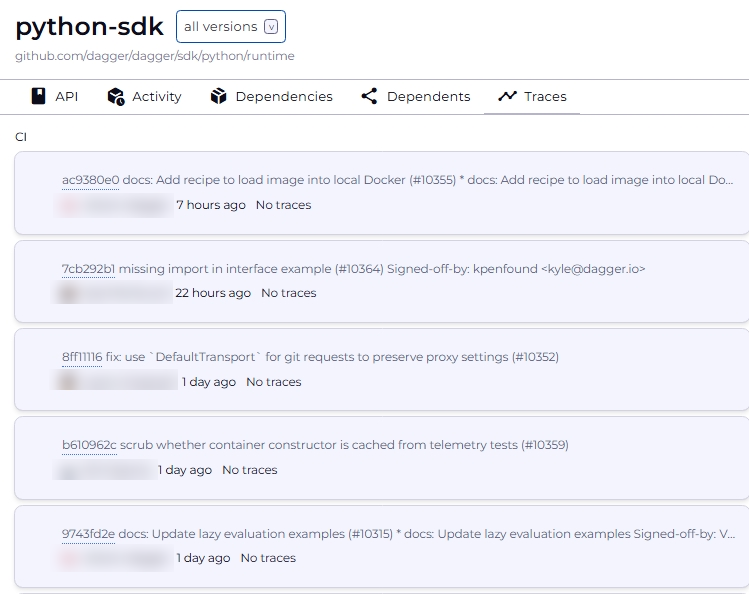 python-sdk all versions v
github.com/dagger/dagger/sdk/python/runtime
API Activity Dependencies Dependents Traces
CI
ac9380e0 docs: Add recipe to load image into local Docker (#10355) * docs: Add recipe to load image into local Do...
7 hours ago No traces
7cb292b1 missing import in interface example (#10364) Signed-off-by: kpenfound <kyle@dagger.io>
22 hours ago No traces
8ff11116 fix: use `DefaultTransport` for git requests to preserve proxy settings (#10352)
1 day ago No traces
b610962c scrub whether container constructor is cached from telemetry tests (#10359)
1 day ago No traces
9743fd2e docs: Update lazy evaluation examples (#10315) * docs: Update lazy evaluation examples Signed-off-by: V...
1 day ago No traces